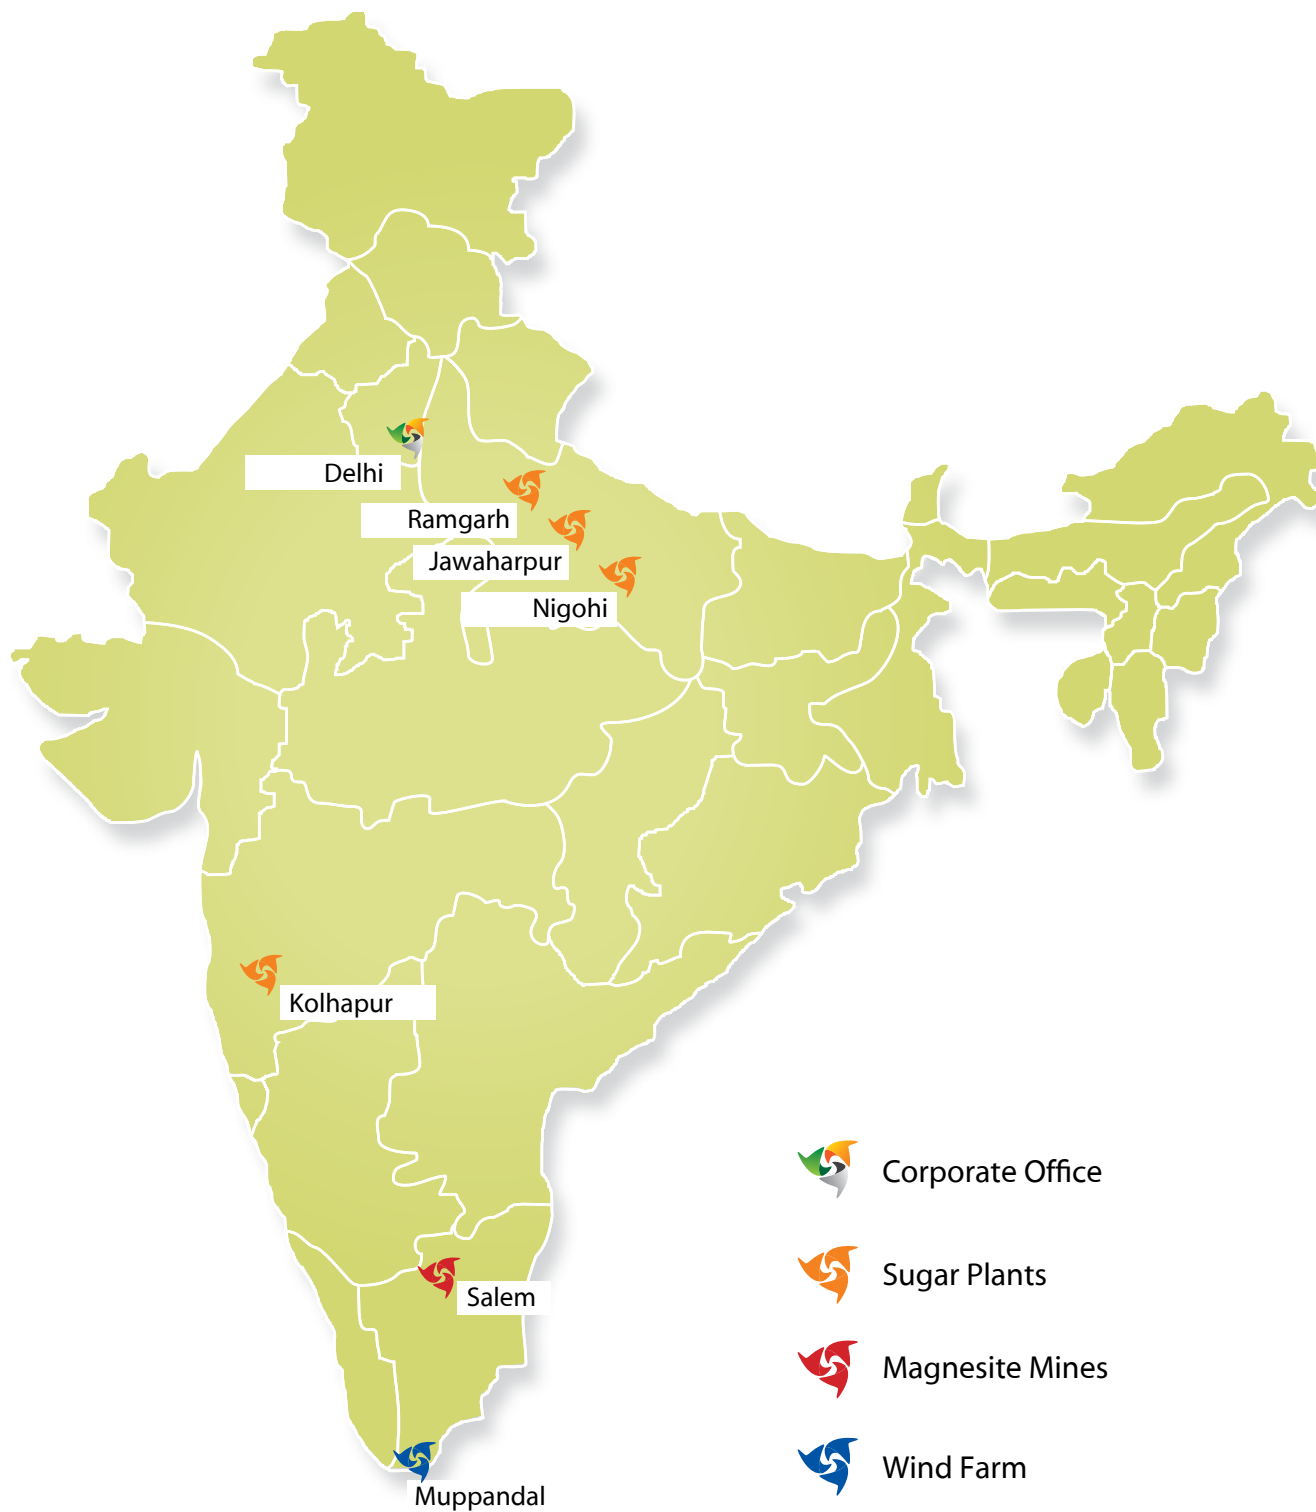 Delhi
Ramgarh
Jawaharpur
Nigohi
Kolhapur
Corporate Office
Sugar Plants
Salem
Magnesite Mines
Wind Farm
Muppandal